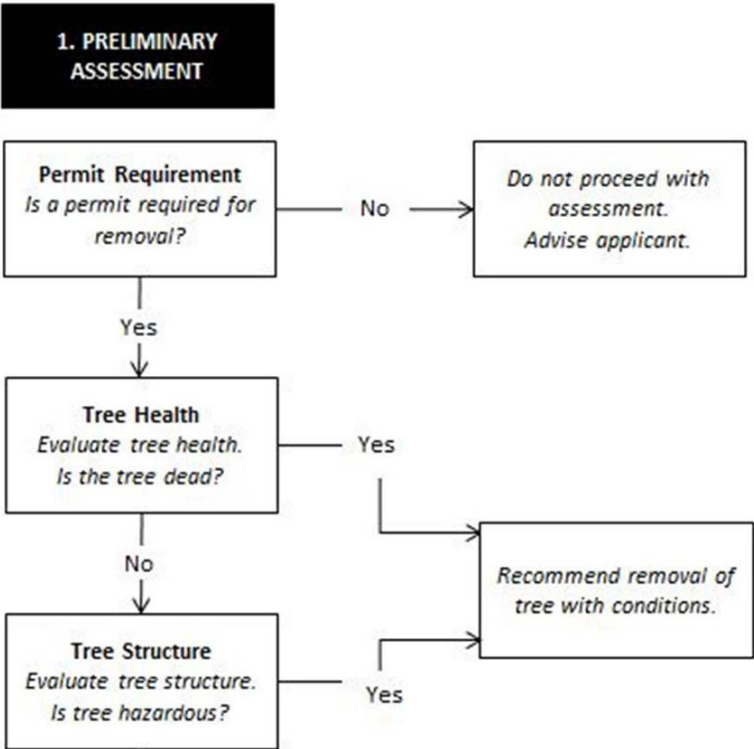 1. PRELIMINARY
ASSESSMENT
Permit Requirement
Is a permit required for
removal?
No
Do not proceed with
assessment.
Advise applicant.
Yes
Tree Health
Evaluate tree health.
Is the tree dead?
Yes
No
Recommend removal of
tree with conditions.
Tree Structure
Evaluate tree structure.
Is tree hazardous?
Yes